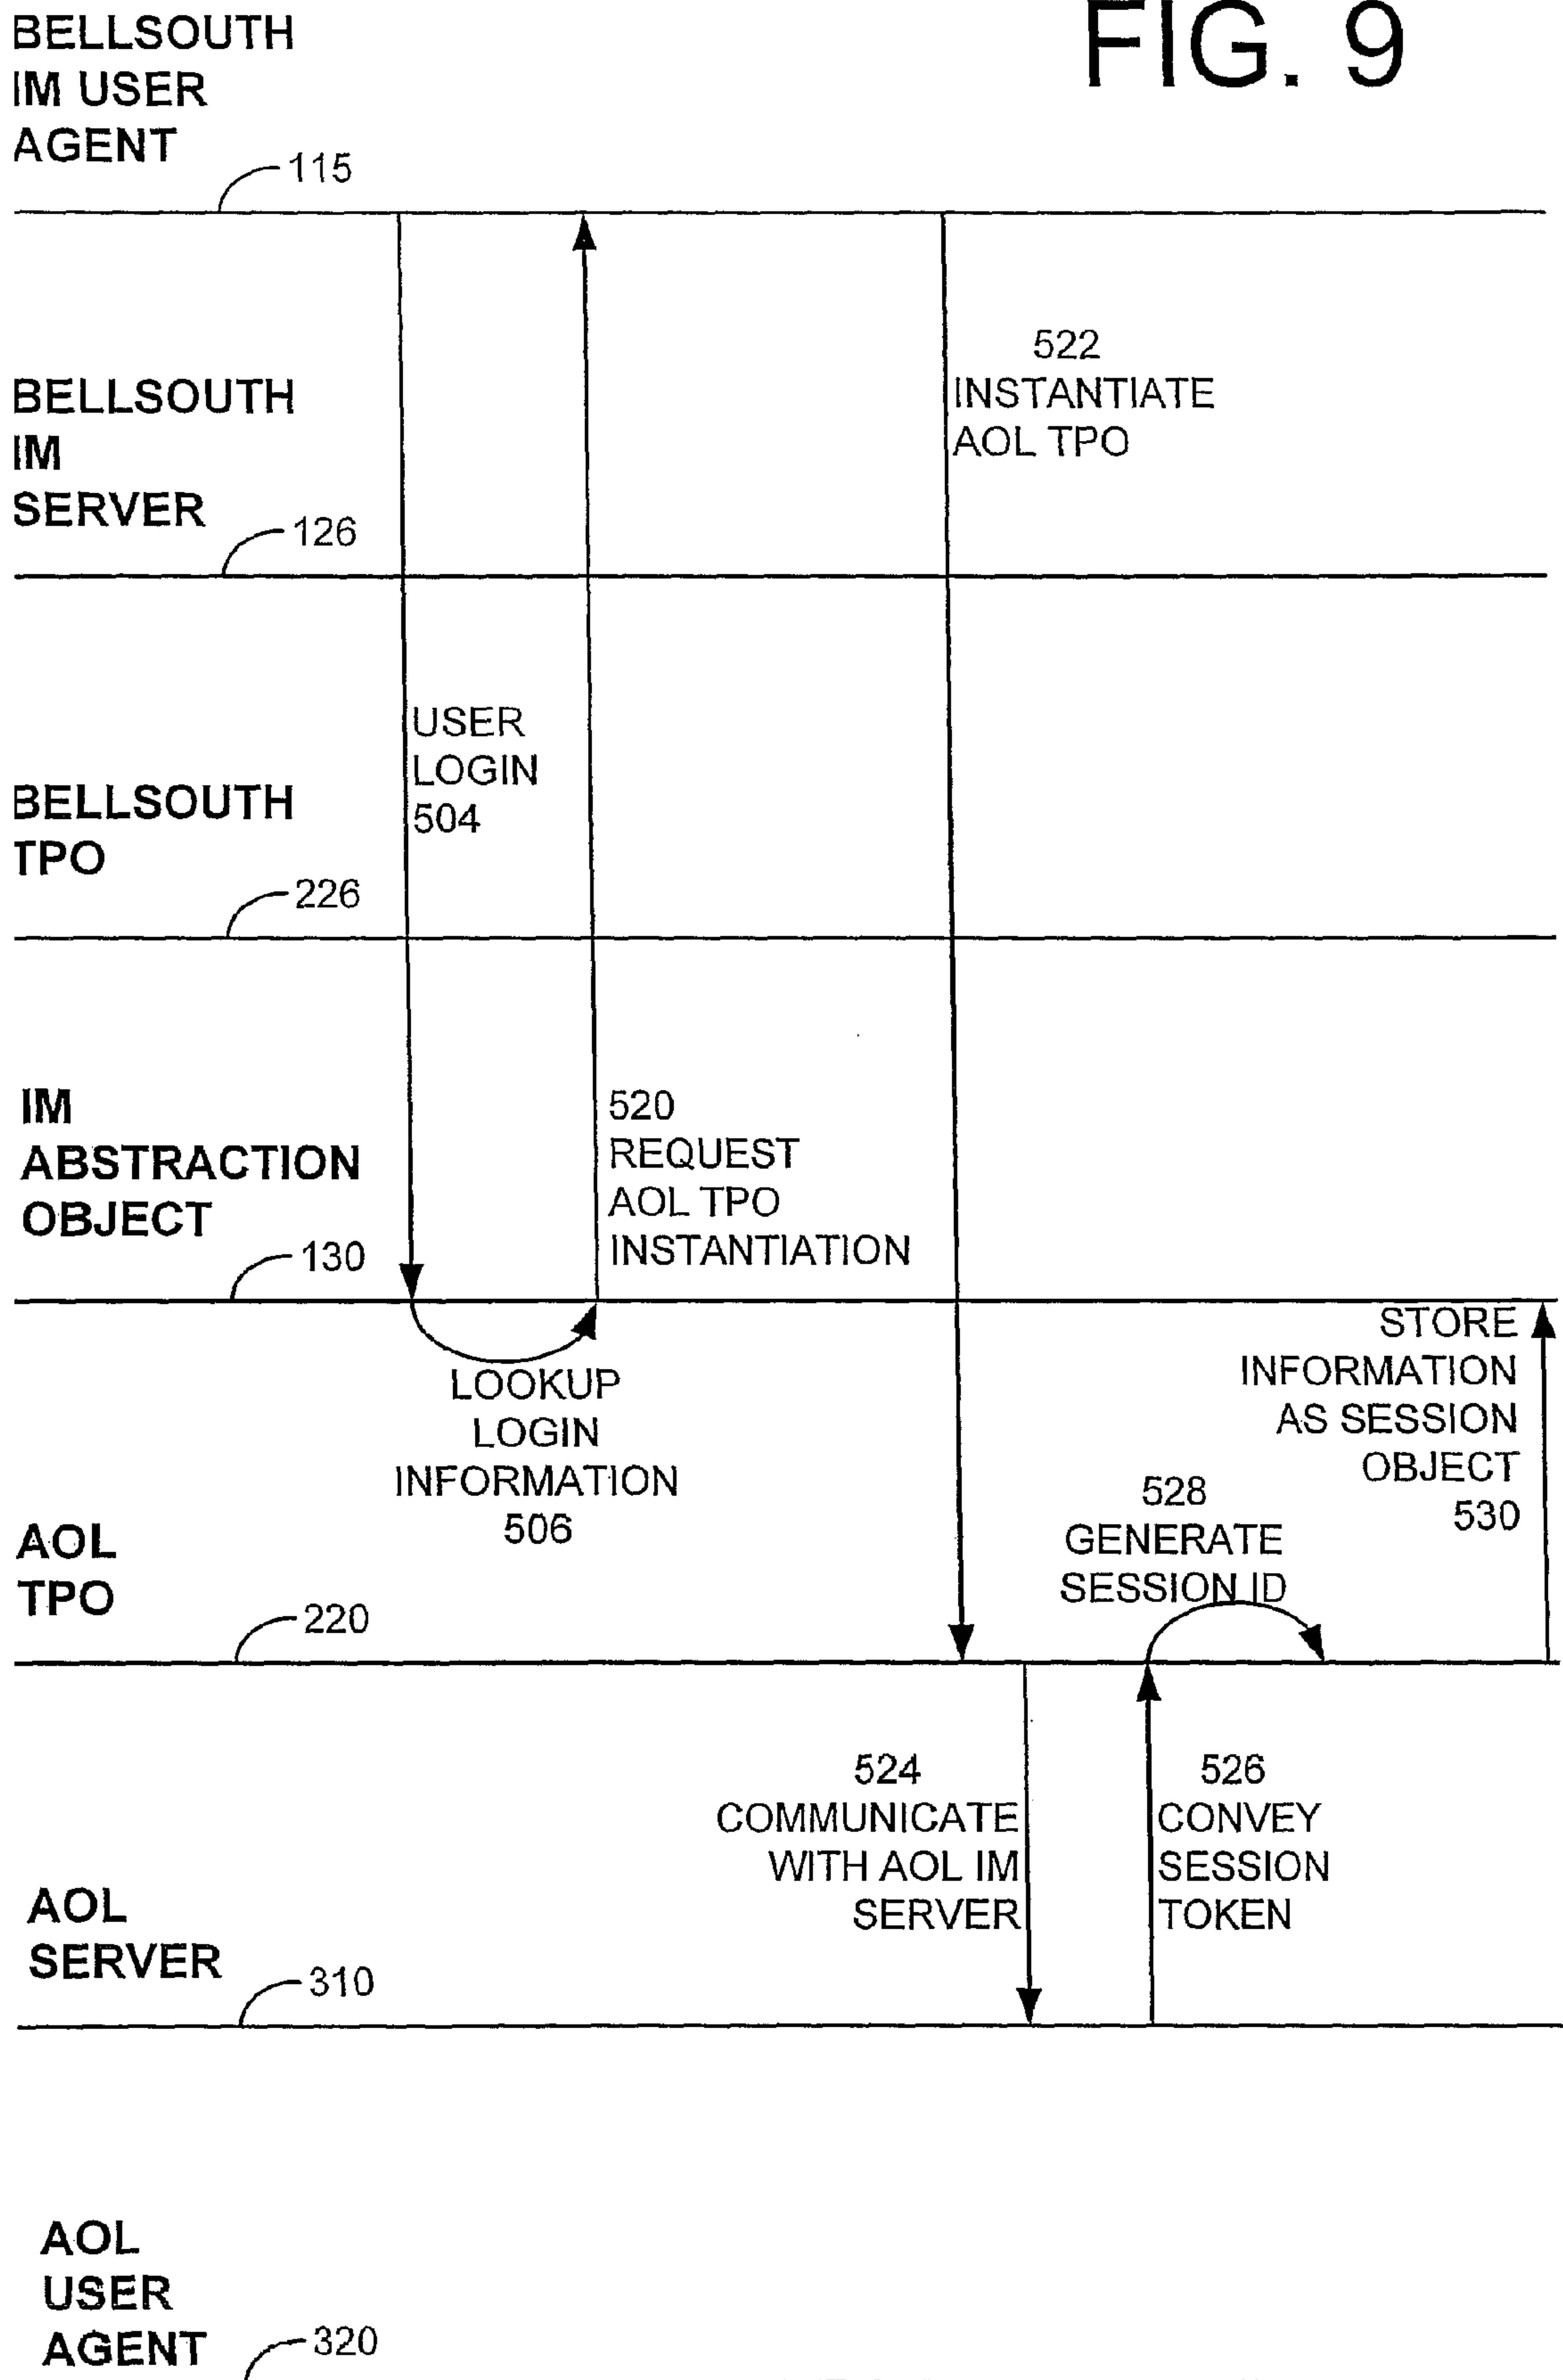 FIG. 9
BELLSOUTH
IM USER
AGENT
115
522
INSTANTIATE
AOL TPO
BELLSOUTH
IM
SERVER
126
USER
LOGIN
504
BELLSOUTH
TPO
226
IM
ABSTRACTION
OBJECT
130
520
REQUEST
AOL TPO
INSTANTIATION
LOOKUP
LOGIN
INFORMATION
506
STORE
INFORMATION
AS SESSION
OBJECT
530
528
GENERATE
SESSION ID
AOL
TPO
220
524
COMMUNICATE
WITH AOL IM
SERVER
526
CONVEY
SESSION
TOKEN
AOL
SERVER
310
AOL
USER
AGENT
320